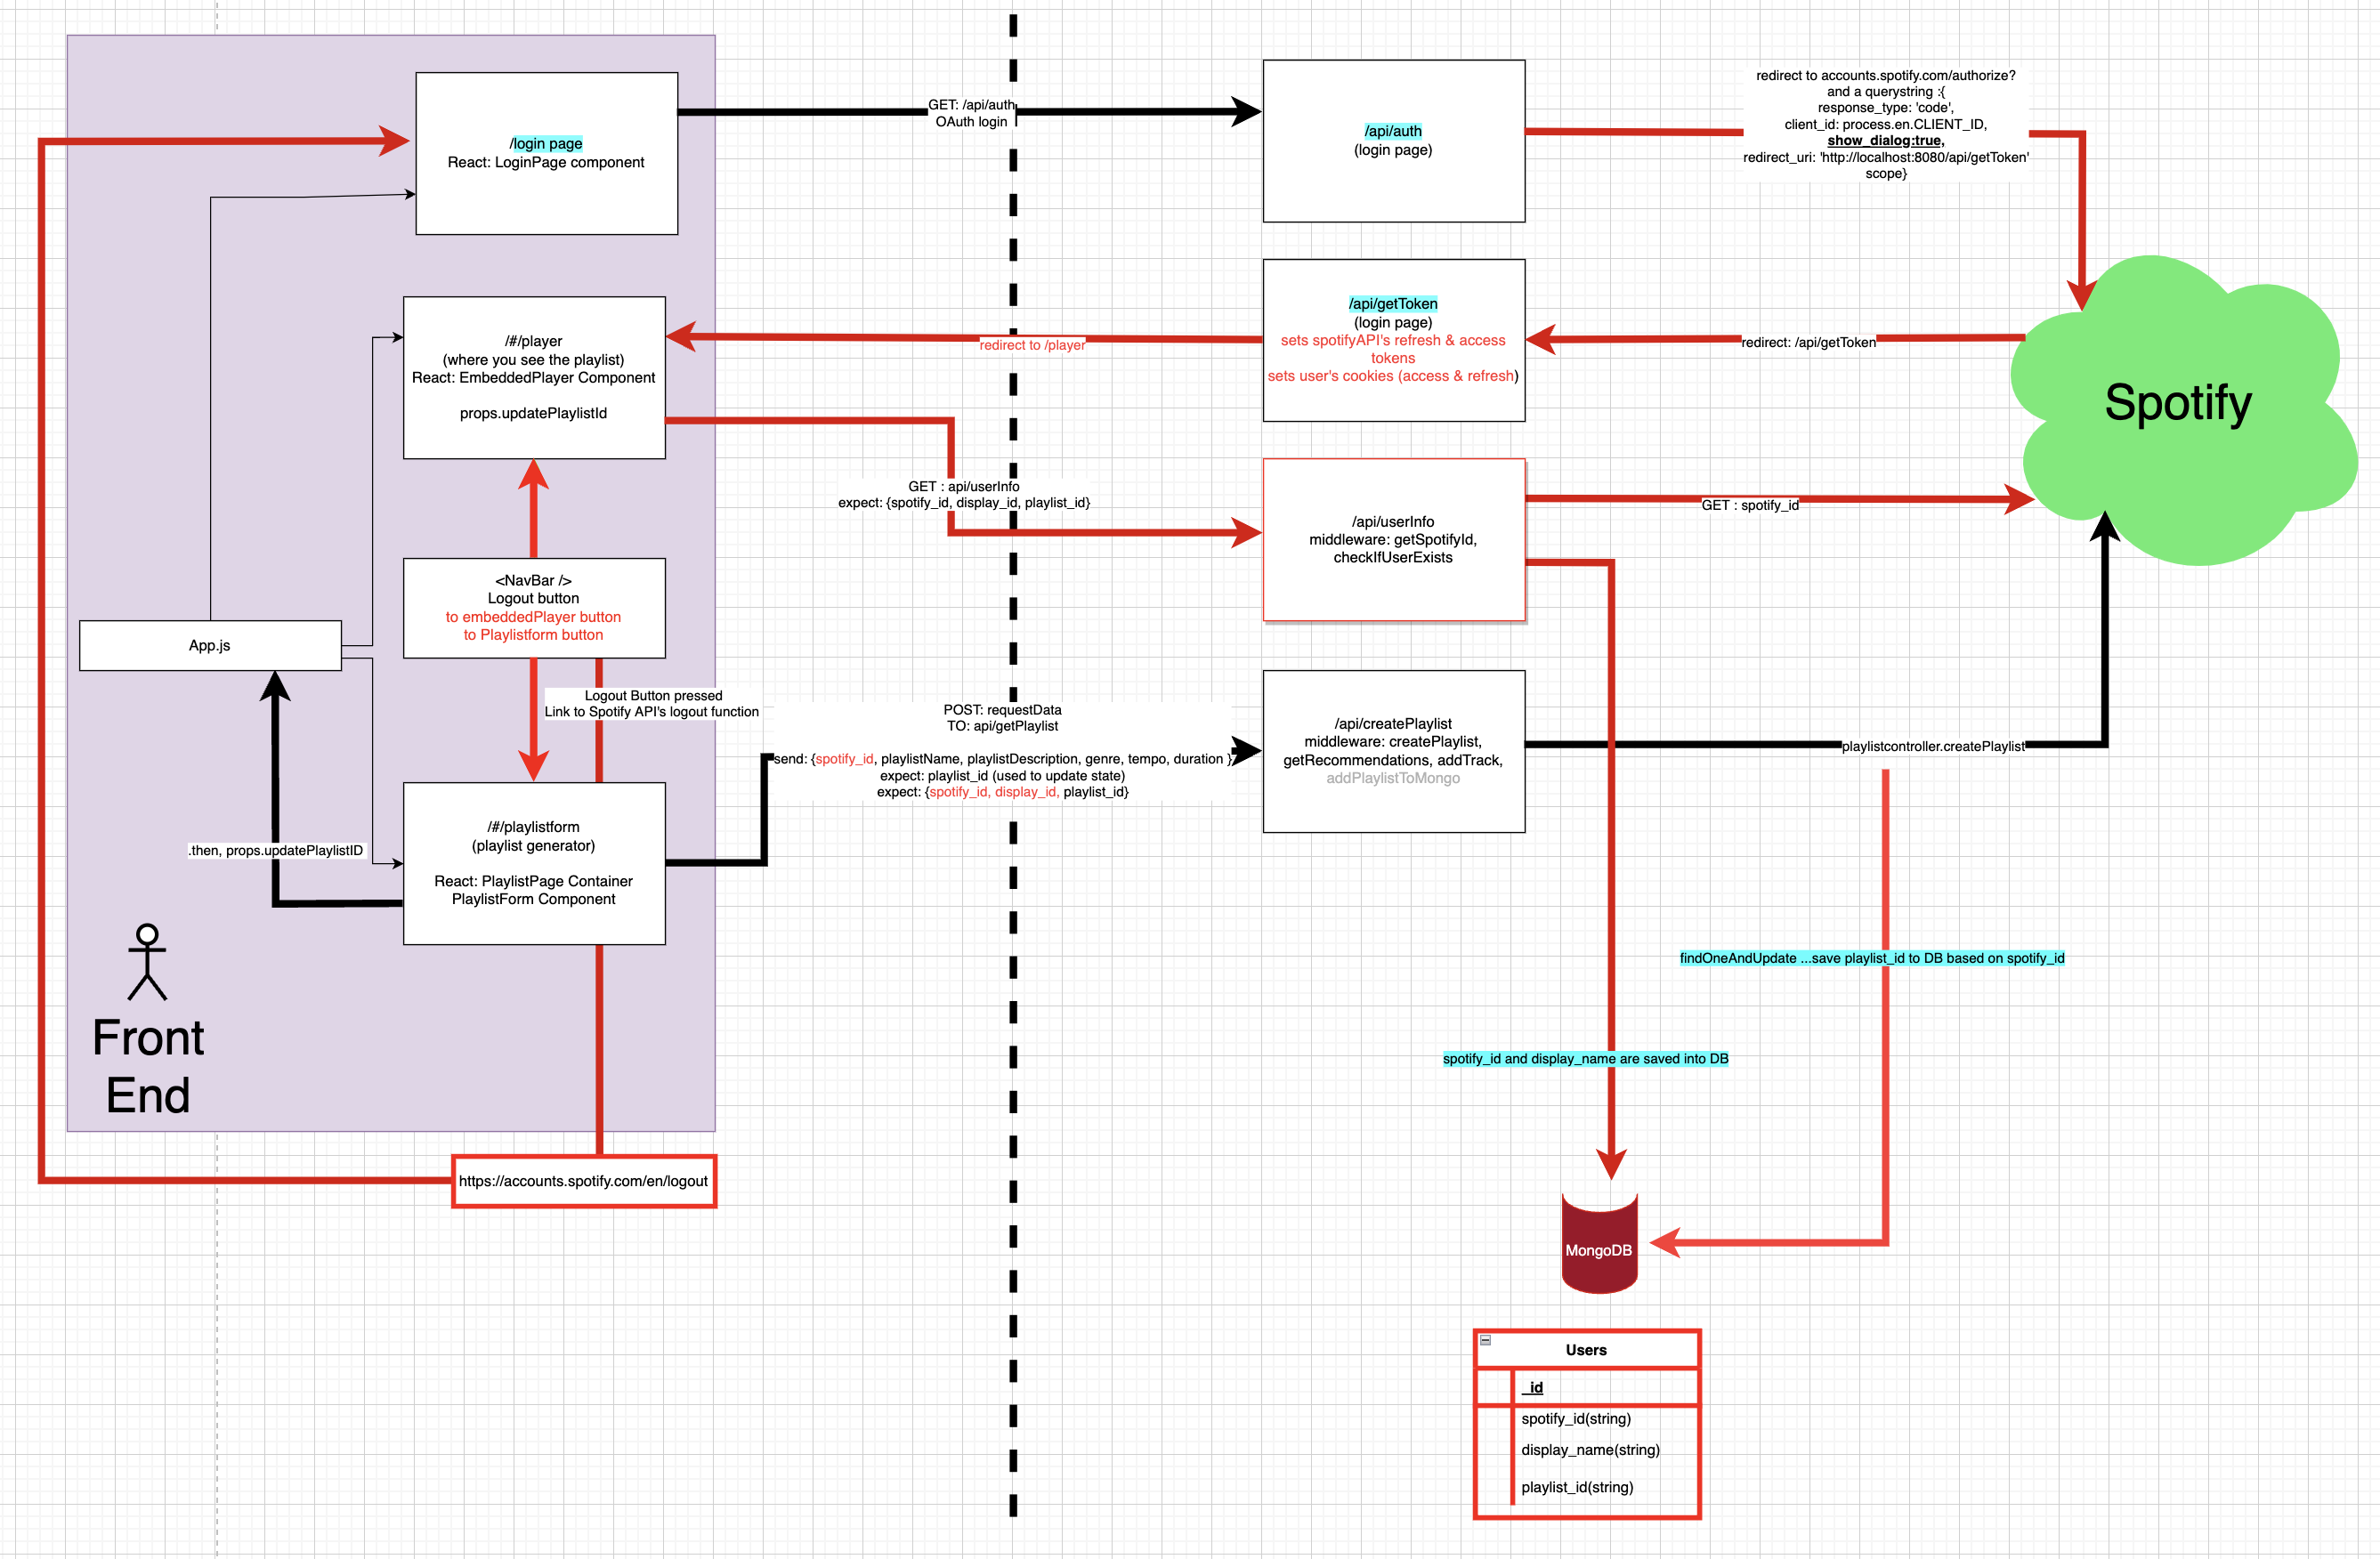 /login page
React: LoginPage component
GET: /api/auth
OAuth login
/api/auth
(login page)
redirect to accounts.spotify.com/authorize?
and a querystring :{
response_type: 'code',
client_id: process.en.CLIENT_ID,
show_dialog:true,
redirect_uri: 'http://localhost:8080/api/getToken'
scope}
/#/player
(where you see the playlist)
React: EmbeddedPlayer Component
props.updatePlaylistId
redirect to /player
/api/getToken
(login page)
sets spotifyAPI's refresh & access
tokens
sets user's cookies (access & refresh)
redirect: /api/getToken
Spotify
GET : api/userInfo
expect: {spotify_id, display_id, playlist_id}
/api/userInfo
middleware: getSpotifyId,
checkIfUserExists
GET : spotify_id
<NavBar />
Logout button
to embeddedPlayer button
to Playlistform button
App.js
Logout Button pressed
Link to Spotify API's logout function
POST: requestData
TO: api/getPlaylist
send: {spotify_id, playlistName, playlistDescription, genre, tempo, duration }
expect: playlist_id (used to update state)
expect: {spotify_id, display_id, playlist_id}
/api/createPlaylist
middleware: createPlaylist,
getRecommendations, addTrack,
addPlaylistToMongo
playlistcontroller.createPlaylist
/#/playlistform
(playlist generator)
React: PlaylistPage Container
PlaylistForm Component
.then, props.updatePlaylistID
Front
End
findOneAndUpdate ...save playlist_id to DB based on spotify_id
spotify_id and display_name are saved into DB
https://accounts.spotify.com/en/logout
MongoDB
Users
_id
spotify_id(string)
display_name(string)
playlist_id(string)